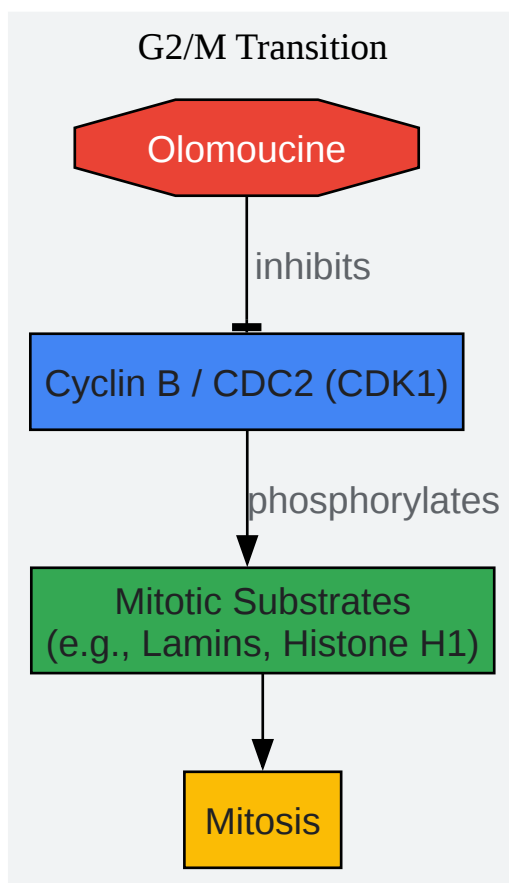 G2/M Transition
Olomoucine
inhibits
Cyclin B / CDC2 (CDK1)
phosphorylates
Mitotic Substrates
(e.g., Lamins, Histone H1)
Mitosis